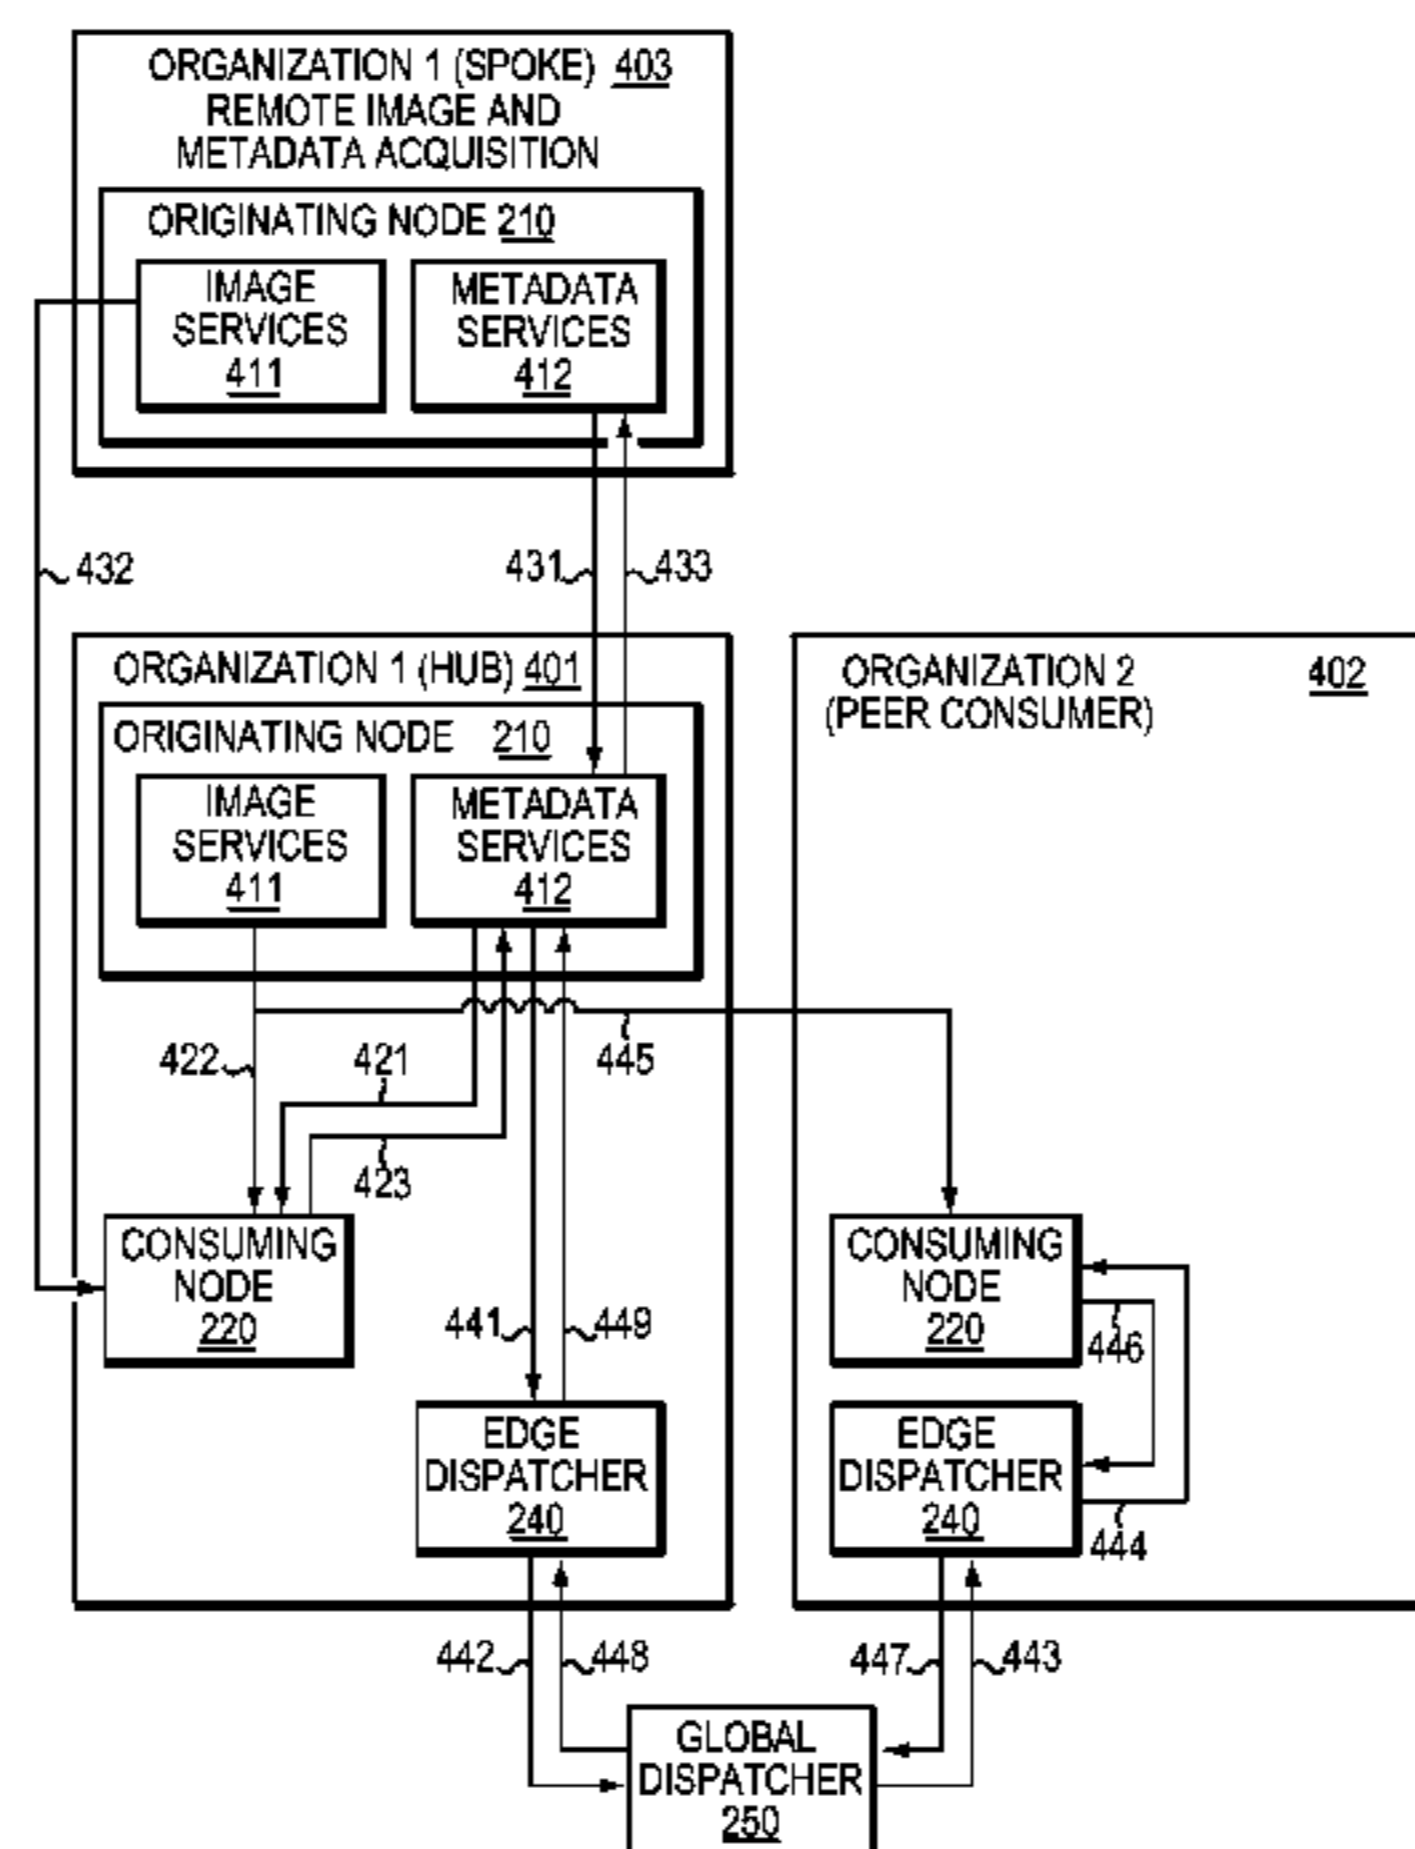 ORGANIZATION 1 (SPOKE) 403
REMOTE IMAGE AND
METADATA ACQUISITION
ORIGINATING NODE 210
IMAGE
SERVICES
411
METADATA
SERVICES
412
432
431
433
ORGANIZATION 1 (HUB) 401
ORIGINATING NODE 210
IMAGE
SERVICES
411
METADATA
SERVICES
412
ORGANIZATION 2
(PEER CONSUMER)
402
422
421
445
423
CONSUMING
NODE
220
441
449
EDGE
DISPATCHER
240
CONSUMING
NODE
220
446
EDGE
DISPATCHER
240
444
442
448
447
443
GLOBAL
DISPATCHER
250